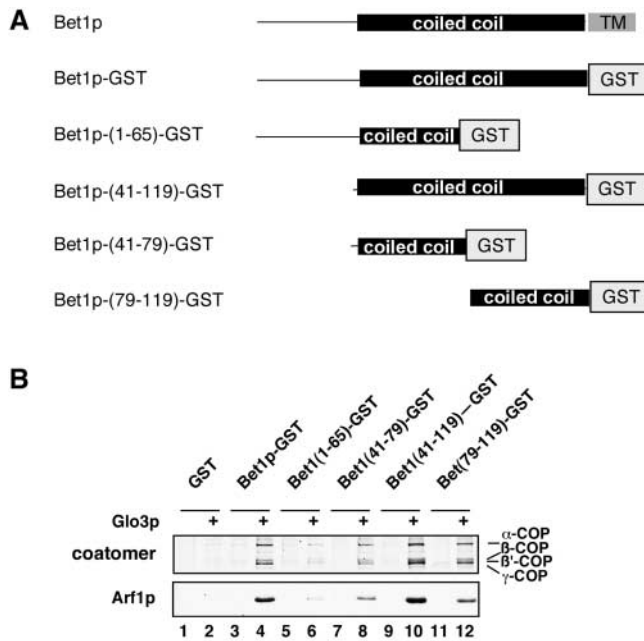 A
Bet1p
coiled coil TM
Bet1p-GST
coiled coil GST
Bet1p-(1-65)-GST
coiled coil GST
Bet1p-(41-119)-GST
coiled coil GST
Bet1p-(41-79)-GST
coiled coil GST
Bet1p-(79-119)-GST
coiled coil GST
B
GST
Bet1p-GST
Bet1(1-65)-GST
Bet1(41-79)-GST
Bet1(41-119)—GST
Bet(79-119)-GST
Glo3p + + + + + +
coatomer
α-COP
ß-COP
ß'-COP
γ-COP
Arf1p
1 2 3 4 5 6 7 8 9 10 11 12